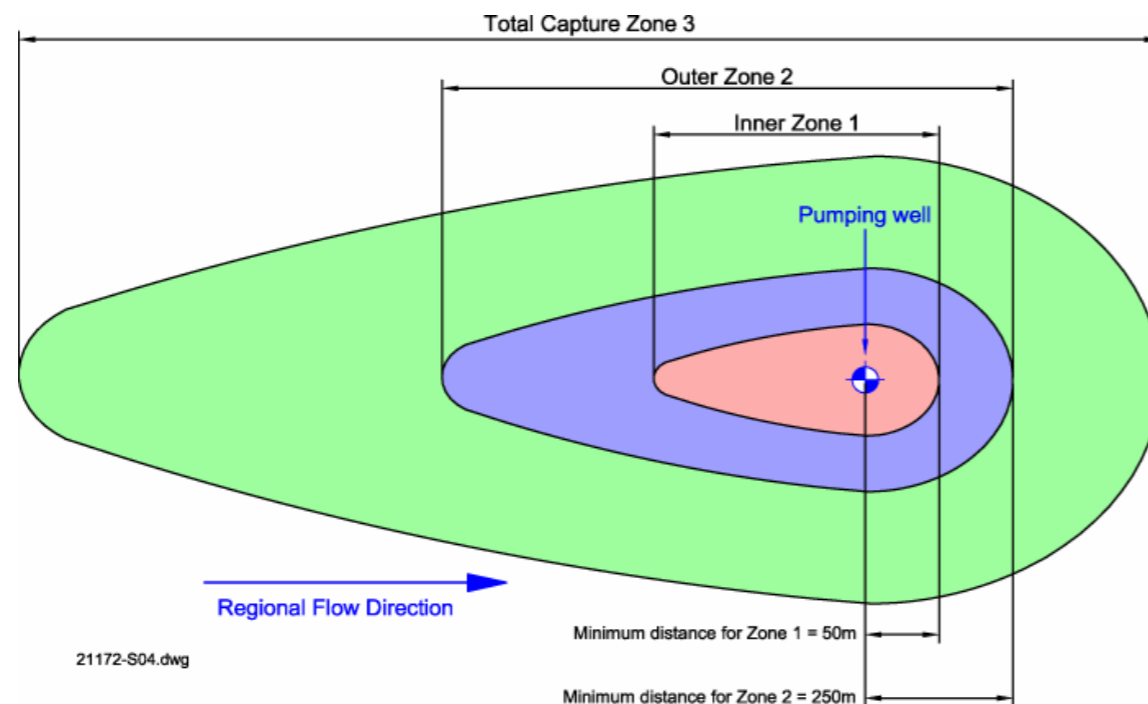 Total Capture Zone 3
Outer Zone 2
Inner Zone 1
Pumping well
Regional Flow Direction
Minimum distance for Zone 1 = 50m
21172-S04.dwg
Minimum distance for Zone 2 = 250m